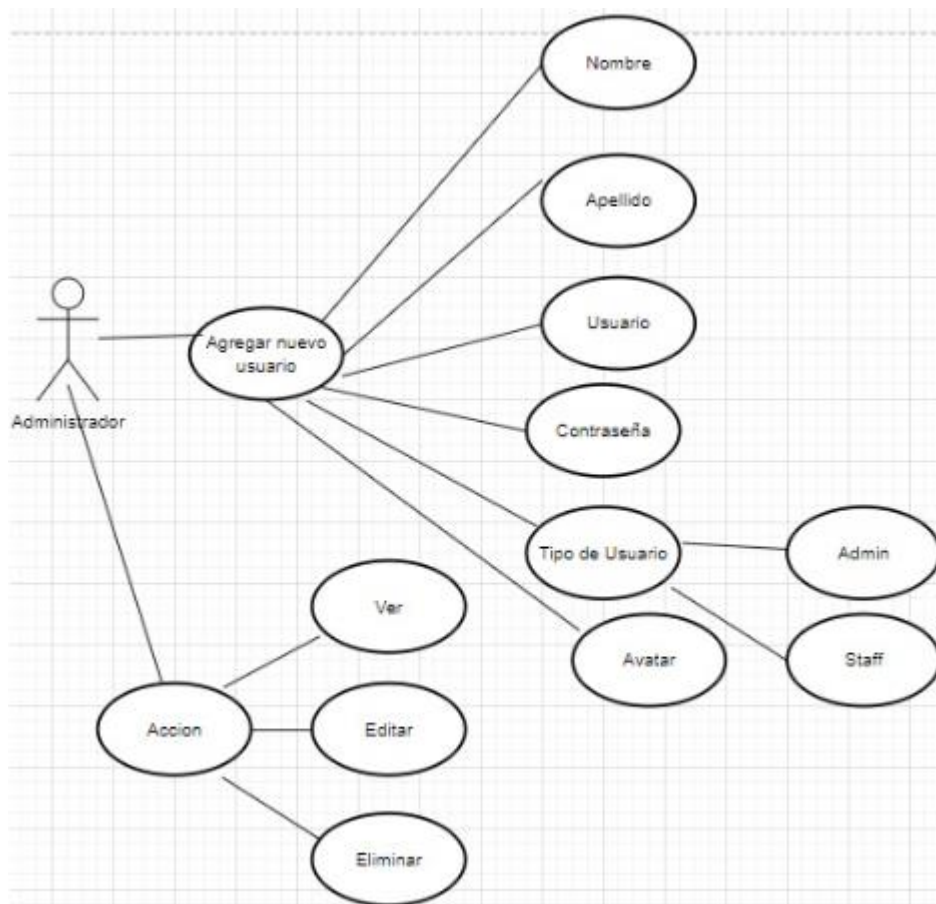 Nombre
Apellido
Usuario
Agregar nuevo
usuario
Administrador
Contraseña
Tipo de Usuario
Admin
Ver
Avatar
Staff
Accion
Editar
Eliminar